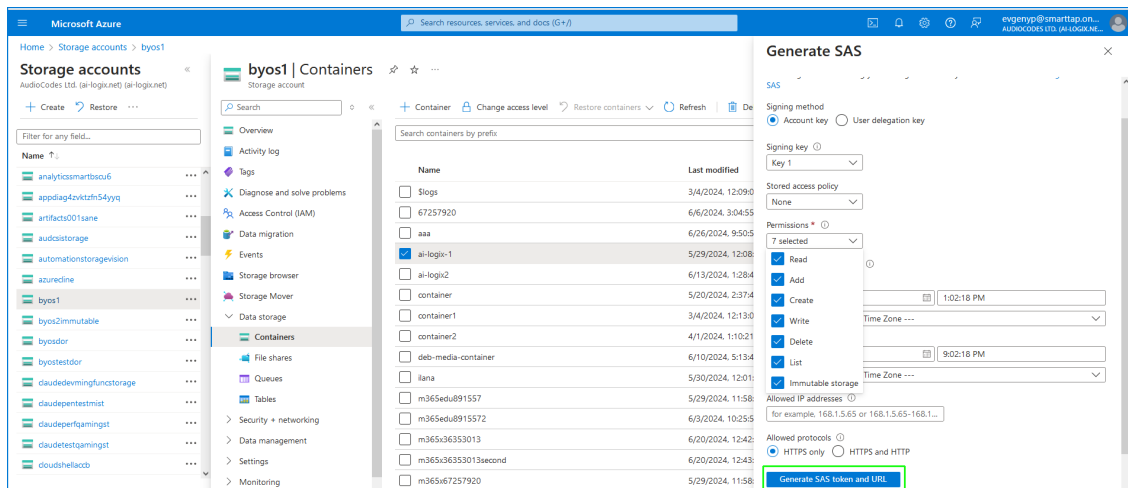 Microsoft Azure
Search resources, services, and docs (G+/)
evgenyp@smarttap.on...
AUDIOCODES LTD. (AI-LOGIX.NE...
Home > Storage accounts > byos1
Storage accounts
AudioCodes Ltd. (ai-logix.net) (ai-logix.net)
+ Create Restore ...
Filter for any field...
Name ↑↓
analyticssmartbscu6
appdiag4zvktzfn54yyq
artifacts001sane
audcsistorage
automationstoragevision
azurecline
byos1
byos2immutable
byosdor
byostestdor
claudedevmingfuncstorage
claudepentestmist
claudeperfqamingst
claudetestqamingst
cloudshellaccb
byos1 | Containers
Storage account
Search
Overview
Activity log
Tags
Diagnose and solve problems
Access Control (IAM)
Data migration
Events
Storage browser
Storage Mover
Data storage
Containers
File shares
Queues
Tables
Security + networking
Data management
Settings
Monitoring
+ Container Change access level Restore containers Refresh De
Search containers by prefix
Name Last modified
$logs 3/4/2024, 12:09:0
67257920 6/6/2024, 3:04:55
aaa 6/26/2024, 9:50:5
ai-logix-1 5/29/2024, 12:08:
ai-logix2 6/13/2024, 1:28:4
container 5/20/2024, 2:37:4
container1 3/4/2024, 12:13:0
container2 4/1/2024, 1:10:21
deb-media-container 6/10/2024, 5:13:4
ilana 5/30/2024, 12:01:
m365edu891557 5/29/2024, 11:58:
m365edu8915572 6/3/2024, 10:25:5
m365x36353013 6/20/2024, 12:42:
m365x36353013second 6/20/2024, 12:43:
m365x67257920 5/29/2024, 11:58:
Generate SAS
SAS
Signing method
Account key User delegation key
Signing key
Key 1
Stored access policy
None
Permissions *
7 selected
Read
Add
Create
Write
Delete
List
Immutable storage
1:02:18 PM
Time Zone ---
9:02:18 PM
Time Zone ---
Allowed IP addresses
for example, 168.1.5.65 or 168.1.5.65-168.1...
Allowed protocols
HTTPS only HTTPS and HTTP
Generate SAS token and URL